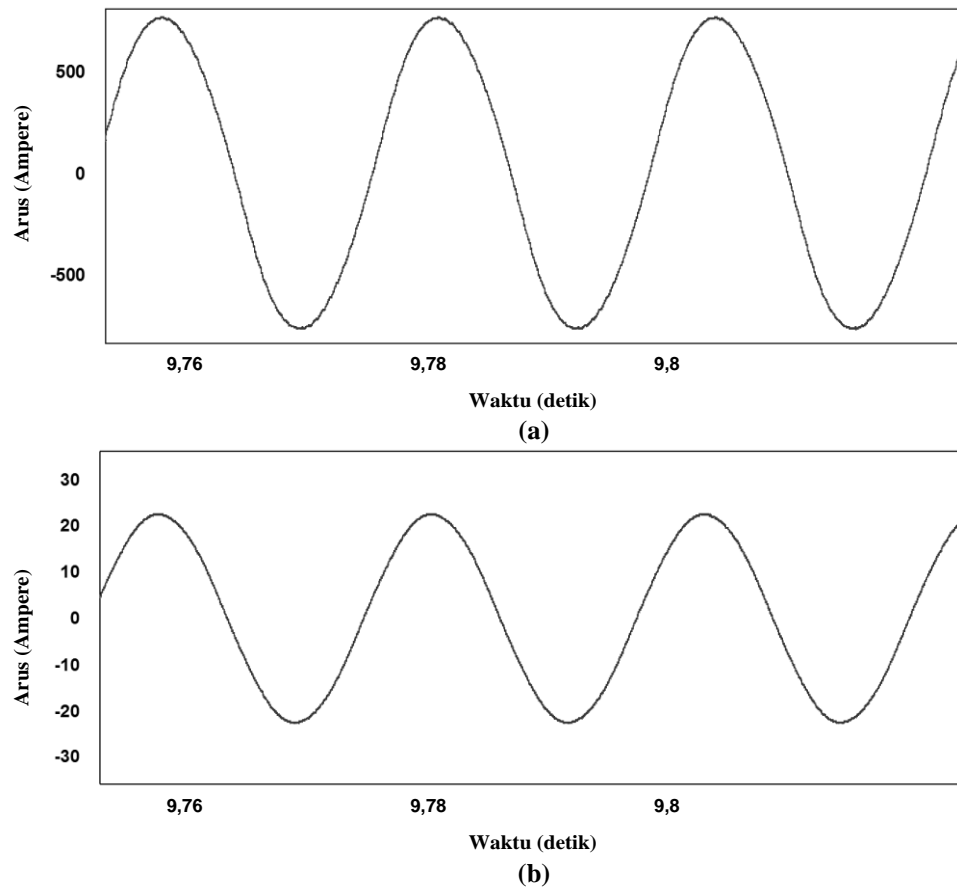 500
0
-500
Arus (Ampere)
9,76 9,78 9,8
Waktu (detik)
(a)
30
20
10
0
-10
-20
-30
Arus (Ampere)
9,76 9,78 9,8
Waktu (detik)
(b)